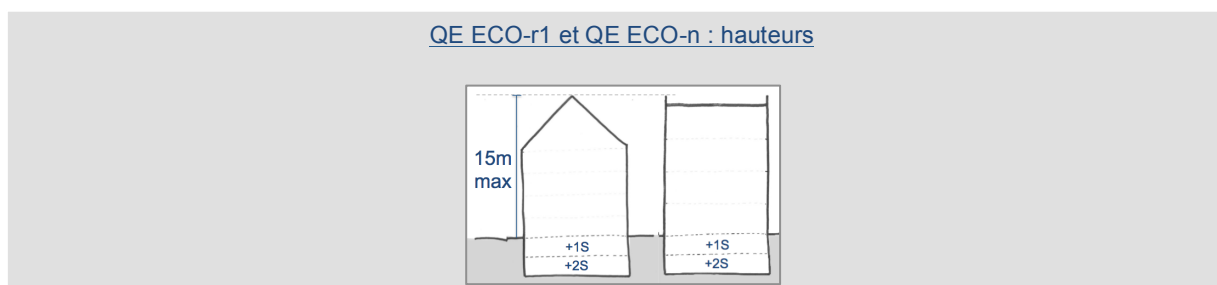 QE ECO-r1 et QE ECO-n : hauteurs
15m
max
+1S
+1S
+2S
+2S